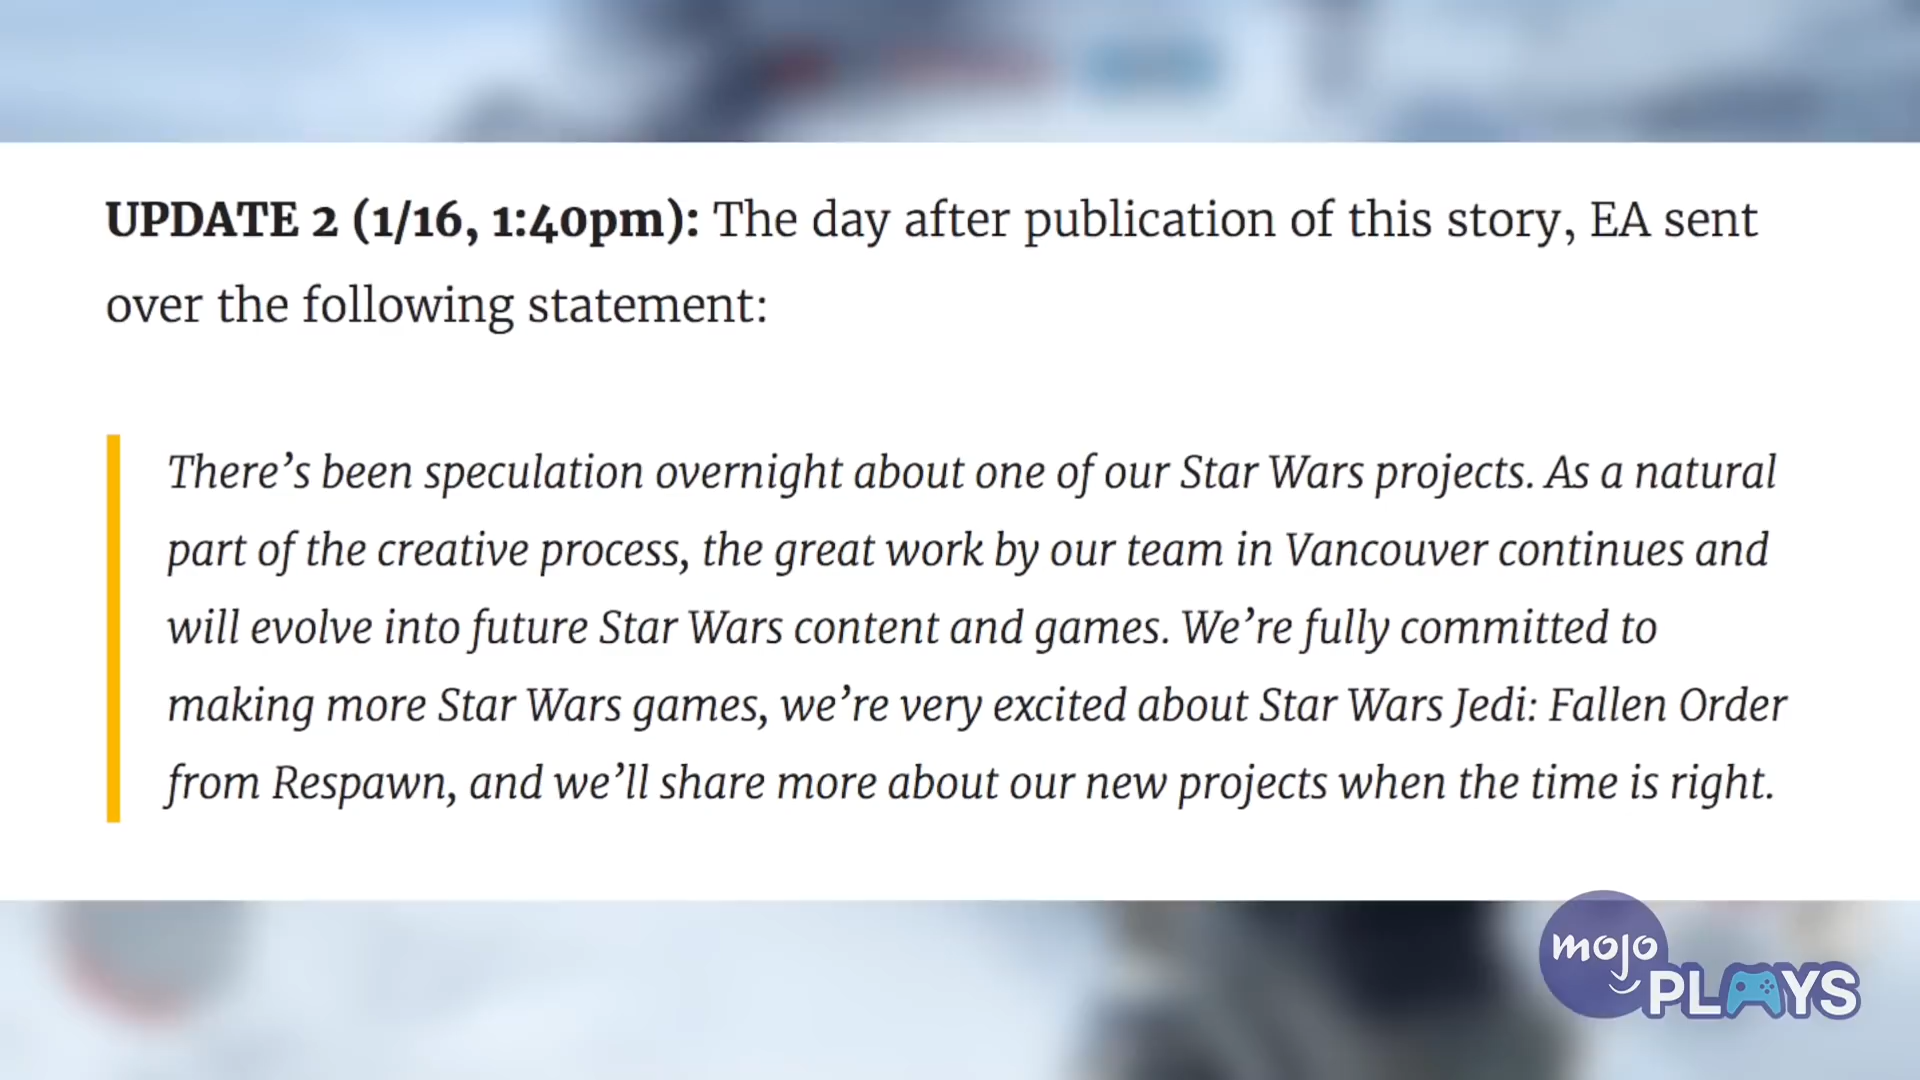 UPDATE 2 (1/16, 1:40pm): The day after publication of this story, EA sent
over the following statement:
There’s been speculation overnight about one of our Star Wars projects. As a natural
part of the creative process, the great work by our team in Vancouver continues and
will evolve into future Star Wars content and games. We’re fully committed to
making more Star Wars games, we’re very excited about Star Wars Jedi: Fallen Order
from Respawn, and we’ll share more about our new projects when the time is right.
mojo
PLAYS